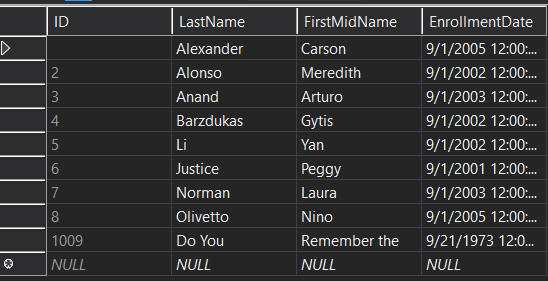 ID LastName FirstMidName EnrollmentDate
Alexander Carson 9/1/2005 12:00:...
2 Alonso Meredith 9/1/2002 12:00:...
3 Anand Arturo 9/1/2003 12:00:...
4 Barzdukas Gytis 9/1/2002 12:00:...
5 Li Yan 9/1/2002 12:00:...
6 Justice Peggy 9/1/2001 12:00:...
7 Norman Laura 9/1/2003 12:00:...
8 Olivetto Nino 9/1/2005 12:00:...
1009 Do You Remember the 9/21/1973 12:0...
NULL NULL NULL NULL